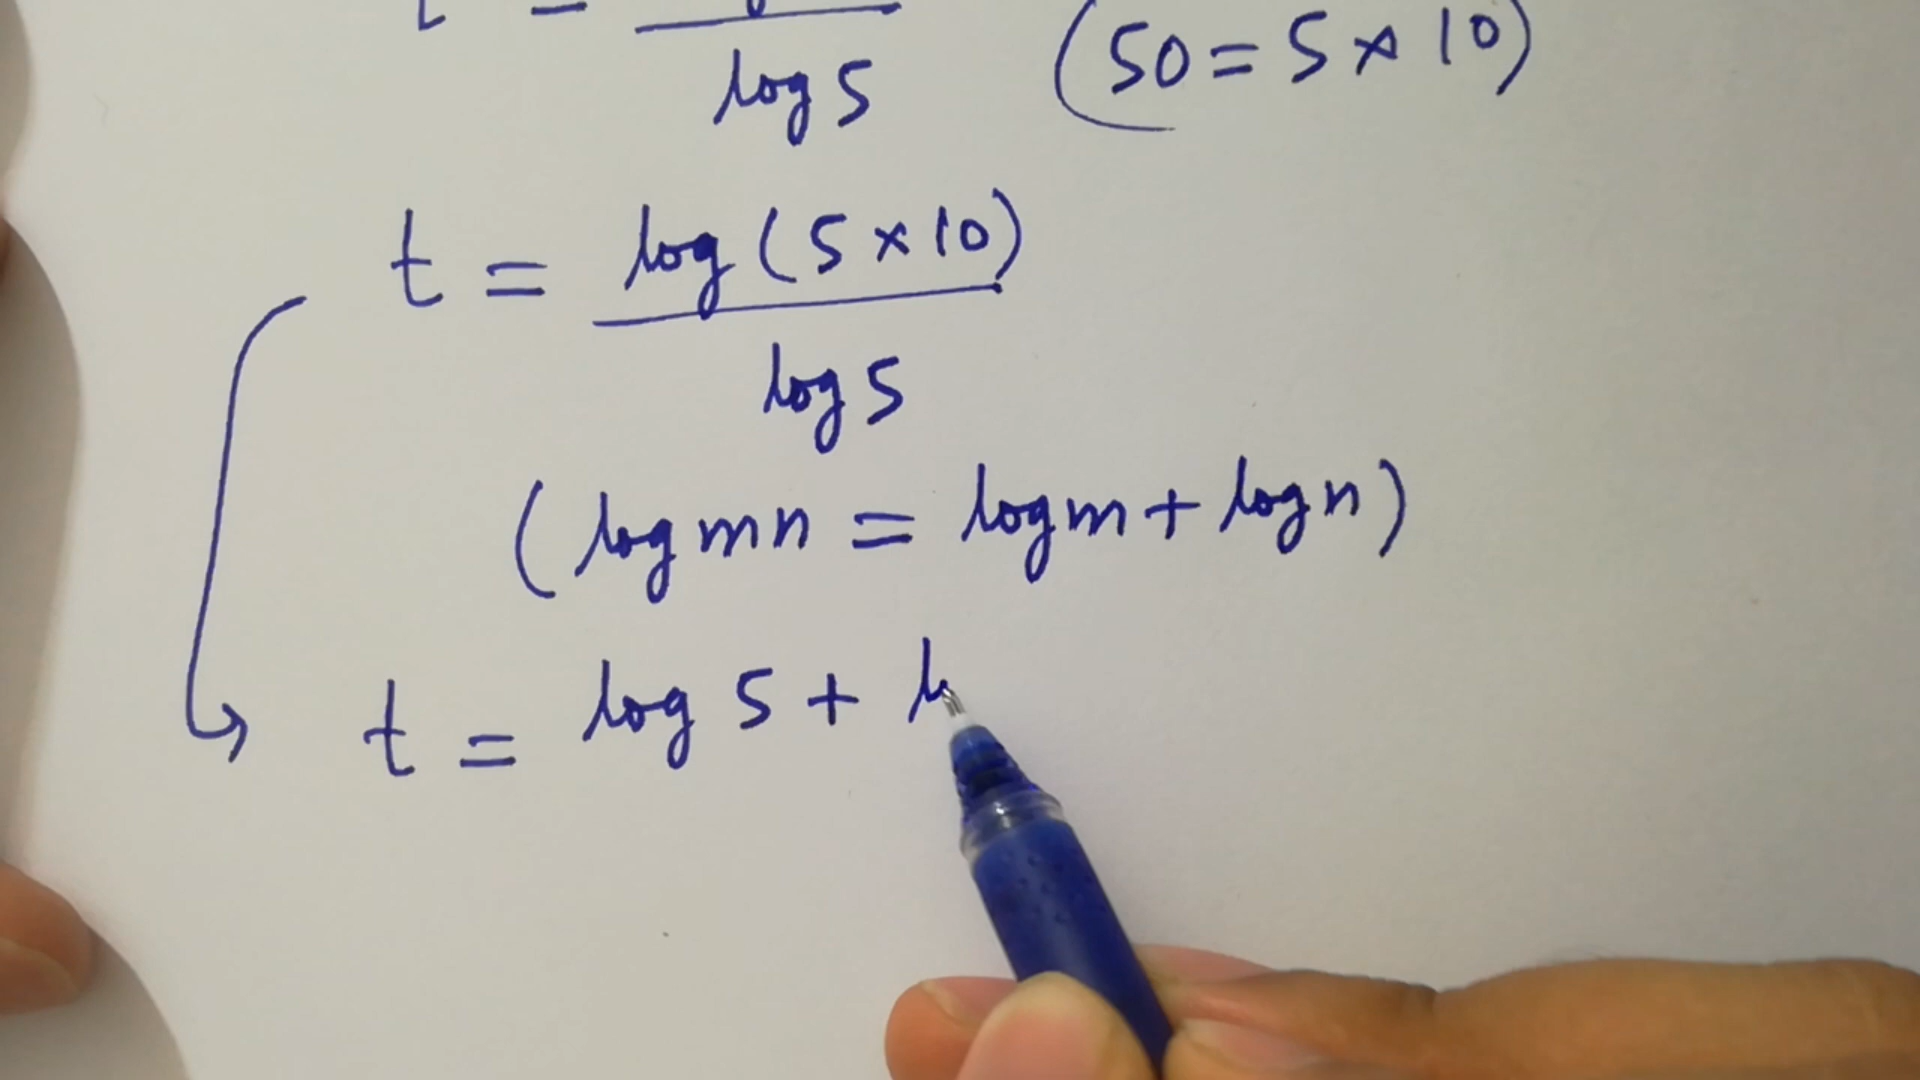 log 5 (50 = 5 × 10)
t = log (5 × 10)
log 5
(log mn = log m + log n)
t = log 5 +